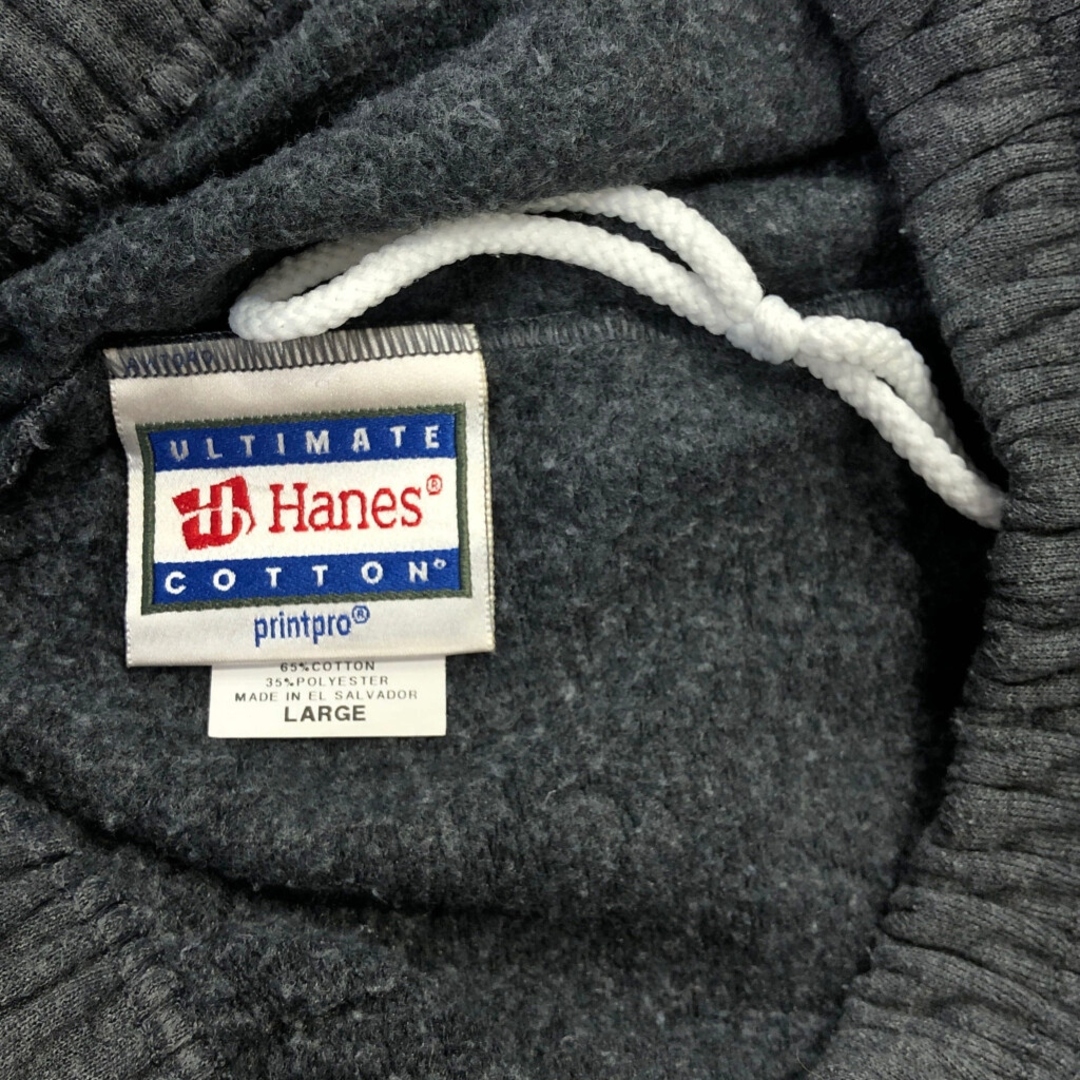 ULTIMATE
Hanes®
COTTON®
printpro®
65%COTTON
35%POLYESTER
MADE IN EL SALVADOR
LARGE